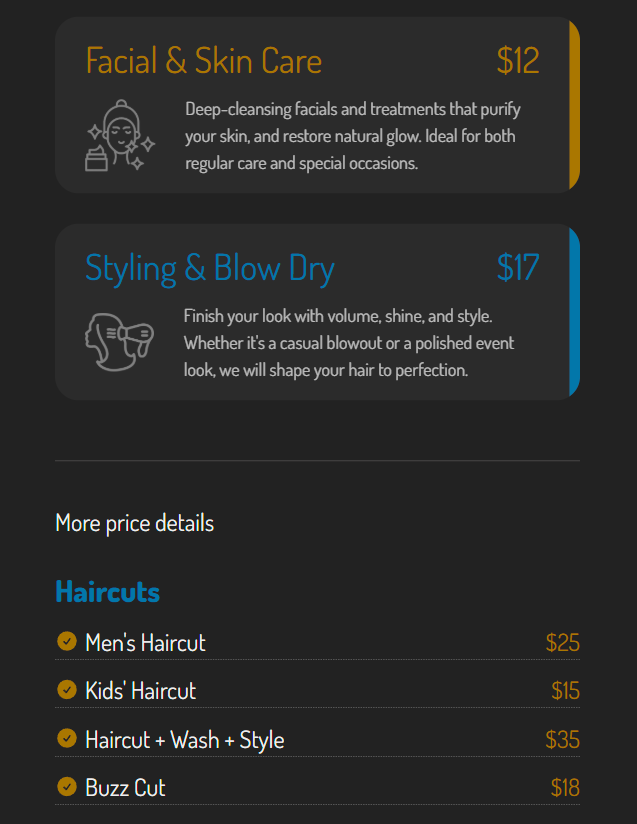 Facial & Skin Care $12
Deep-cleansing facials and treatments that purify
your skin, and restore natural glow. Ideal for both
regular care and special occasions.
Styling & Blow Dry $17
Finish your look with volume, shine, and style.
Whether it's a casual blowout or a polished event
look, we will shape your hair to perfection.
More price details
Haircuts
Men's Haircut $25
Kids' Haircut $15
Haircut + Wash + Style $35
Buzz Cut $18